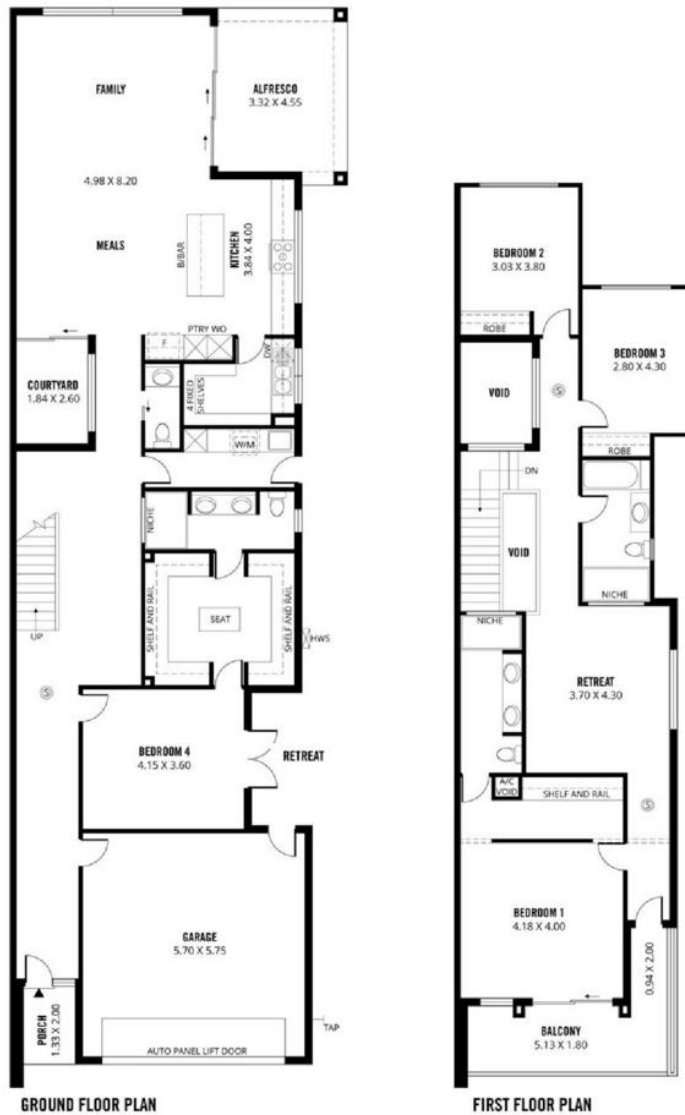 FAMILY
ALFRESCO
3.32 X 4.55
4.98 X 8.20
MEALS
B/BAR
KITCHEN
3.84 X 4.00
PTRY WO
F
DW
4 FIXED
SHELVES
COURTYARD
1.84 X 2.60
W/M
NICHE
SHELF AND RAIL
SEAT
SHELF AND RAIL
HWS
UP
S
BEDROOM 4
4.15 X 3.60
RETREAT
GARAGE
5.70 X 5.75
PORCH
1.33 X 2.00
TAP
AUTO PANEL LIFT DOOR
GROUND FLOOR PLAN
BEDROOM 2
3.03 X 3.80
ROBE
BEDROOM 3
2.80 X 4.30
VOID
S
ROBE
DN
VOID
NICHE
NICHE
RETREAT
3.70 X 4.30
A/C
VOID
SHELF AND RAIL
S
BEDROOM 1
4.18 X 4.00
0.94 X 2.00
BALCONY
5.13 X 1.80
FIRST FLOOR PLAN